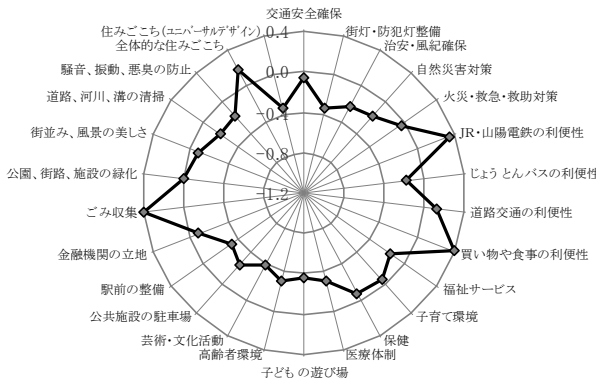 交通安全確保
街灯・防犯灯整備
治安・風紀確保
自然災害対策
火災・救急・救助対策
JR・山陽電鉄の利便性
じょうとんバスの利便性
道路交通の利便性
買い物や食事の利便性
福祉サービス
子育て環境
保健
医療体制
子どもの遊び場
高齢者環境
芸術・文化活動
公共施設の駐車場
駅前の整備
金融機関の立地
ごみ収集
公園、街路、施設の緑化
街並み、風景の美しさ
道路、河川、溝の清掃
騒音、振動、悪臭の防止
全体的な住みごこち
住みごこち(ユニバーサルデザイン)
0.4
0.0
-0.4
-0.8
-1.2